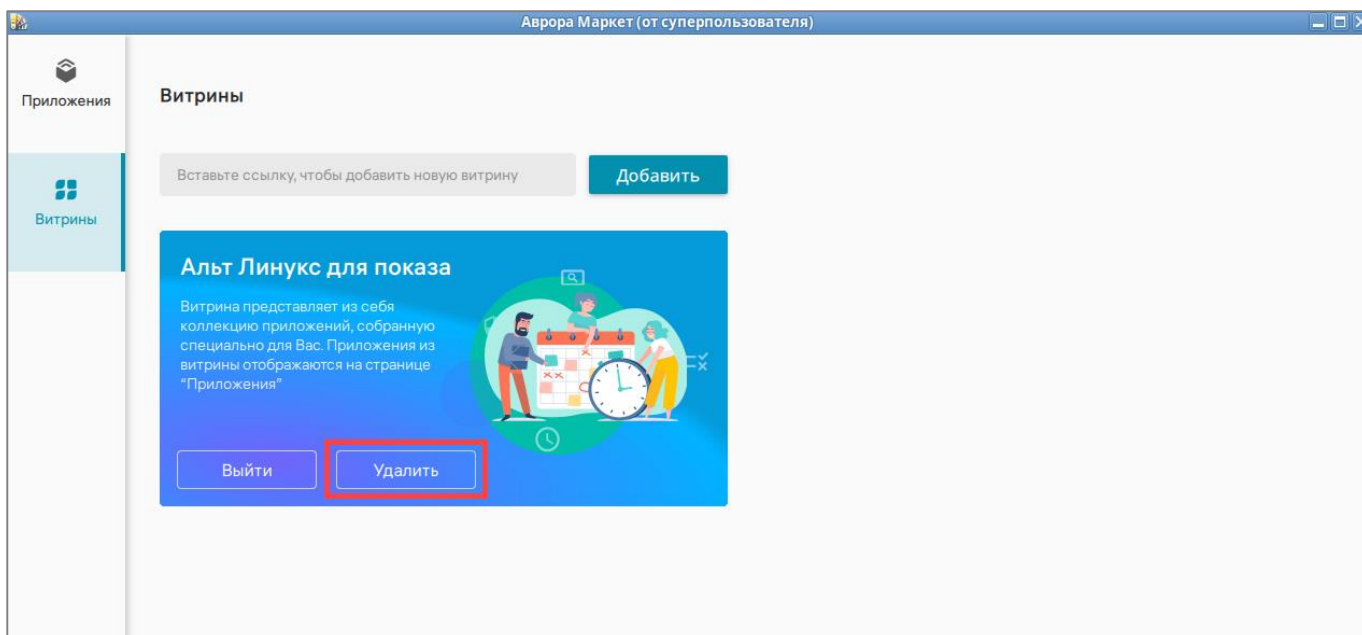 Аврора Маркет (от суперпользователя)
Приложения
Витрины
Витрины
Вставьте ссылку, чтобы добавить новую витрину
Добавить
Альт Линукс для показа
Витрина представляет из себя
коллекцию приложений, собранную
специально для Вас. Приложения из
витрины отображаются на странице
"Приложения"
Выйти
Удалить